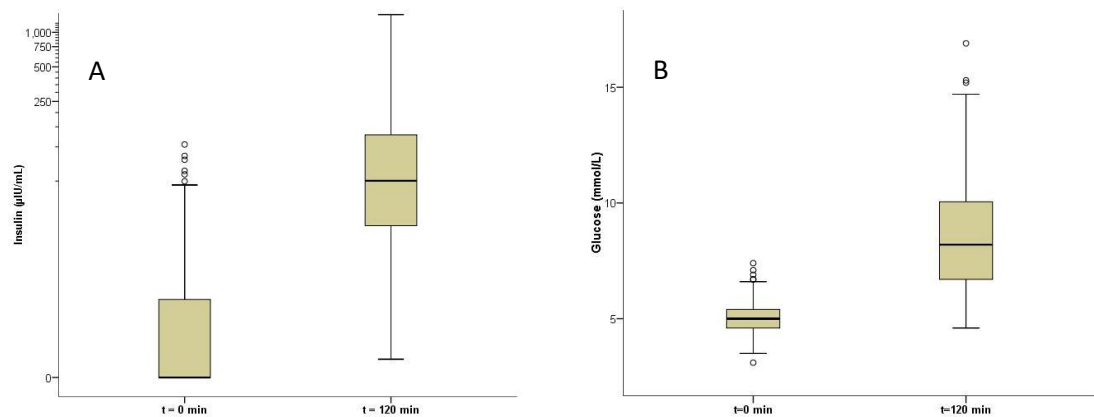 A
1,000
750
500
250
0
Insulin (µIU/mL)
t = 0 min
t = 120 min
B
15
10
5
Glucose (mmol/L)
t=0 min
t=120 min